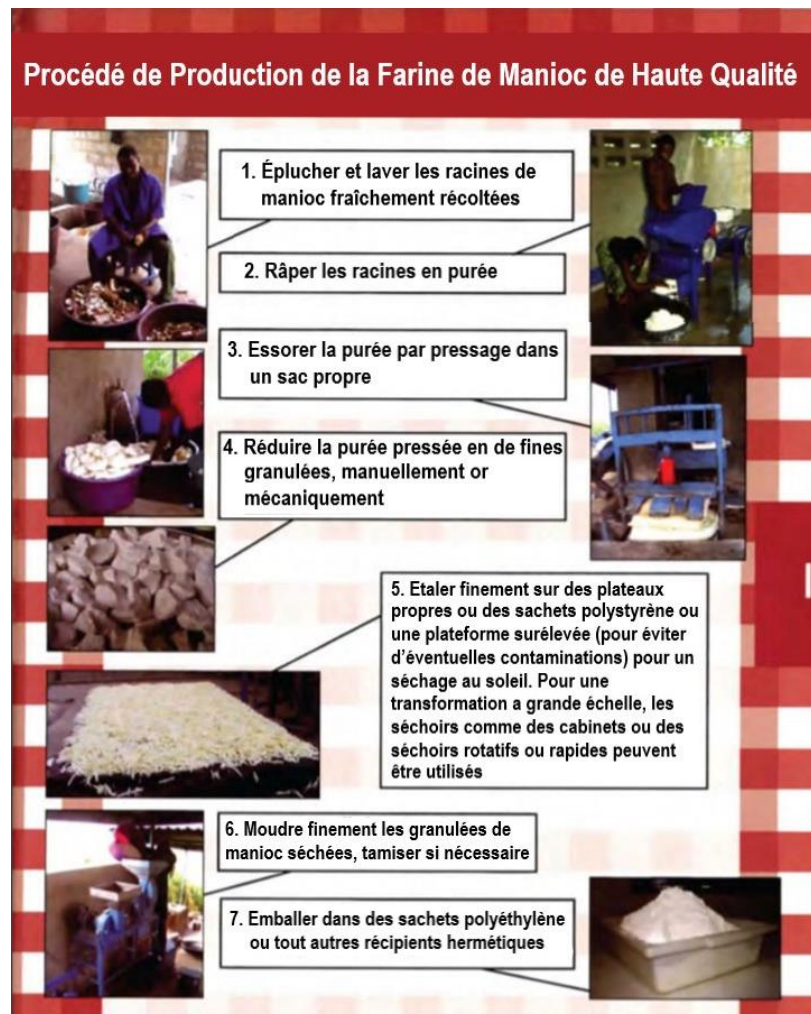 Procédé de Production de la Farine de Manioc de Haute Qualité
1. Éplucher et laver les racines de
manioc fraîchement récoltées
2. Râper les racines en purée
3. Essorer la purée par pressage dans
un sac propre
4. Réduire la purée pressée en de fines
granulées, manuellement or
mécaniquement
5. Etaler finement sur des plateaux
propres ou des sachets polystyrène ou
une plateforme surélevée (pour éviter
d'éventuelles contaminations) pour un
séchage au soleil. Pour une
transformation a grande échelle, les
séchoirs comme des cabinets ou des
séchoirs rotatifs ou rapides peuvent
être utilisés
6. Moudre finement les granulées de
manioc séchées, tamiser si nécessaire
7. Emballer dans des sachets polyéthylène
ou tout autres récipients hermétiques